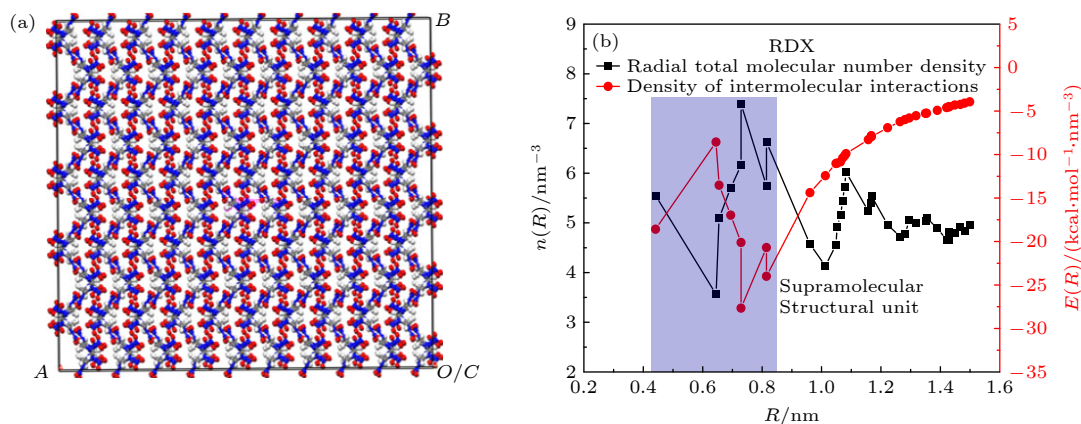 (a)
B
A
O/C
(b)
RDX
Radial total molecular number density
Density of intermolecular interactions
Supramolecular
Structural unit
n(R)/nm⁻³
9
8
7
6
5
4
3
2
0.2 0.4 0.6 0.8 1.0 1.2 1.4 1.6
R/nm
5
0
−5
−10
−15
−20
−25
−30
−35
E(R)/(kcal·mol⁻¹·nm⁻³)